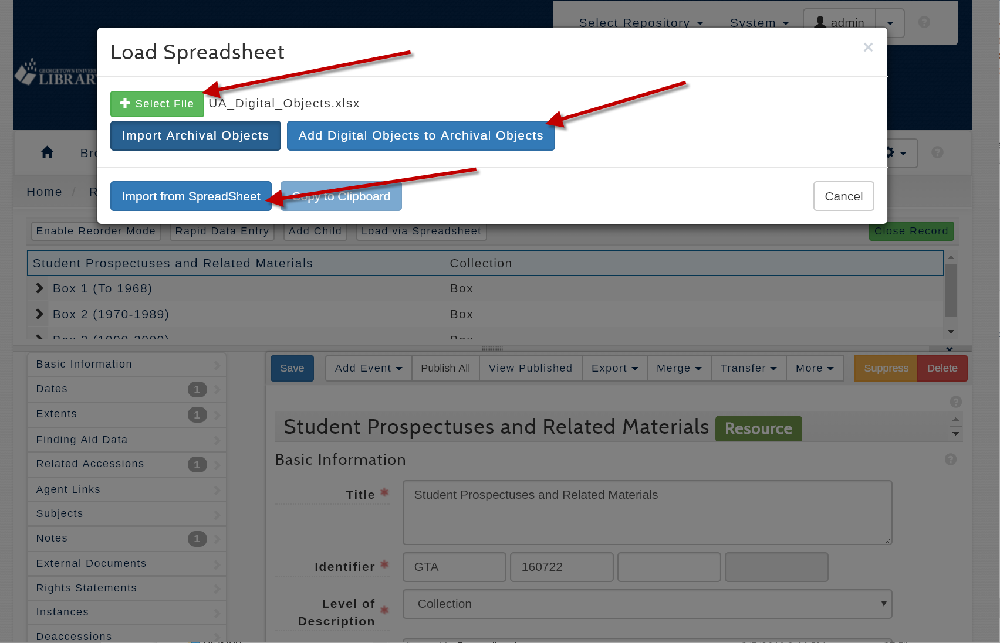 Select Repository System admin
Load Spreadsheet ×
GEORGETOWN UNIVERS
LIBRARY
Select File UA_Digital_Objects.xlsx
Import Archival Objects Add Digital Objects to Archival Objects
Home
Import from SpreadSheet Copy to Clipboard Cancel
Enable Reorder Mode Rapid Data Entry Add Child Load via Spreadsheet Close Record
Student Prospectuses and Related Materials Collection
Box 1 (To 1968) Box
Box 2 (1970-1989) Box
Box 3 (1990-2000) Box
Basic Information
Dates 1
Extents 1
Finding Aid Data
Related Accessions 1
Agent Links
Subjects
Notes 1
External Documents
Rights Statements
Instances
Deaccessions
Save Add Event Publish All View Published Export Merge Transfer More Suppress Delete
Student Prospectuses and Related Materials Resource
Basic Information
Title * Student Prospectuses and Related Materials
Identifier * GTA 160722
Level of Description * Collection